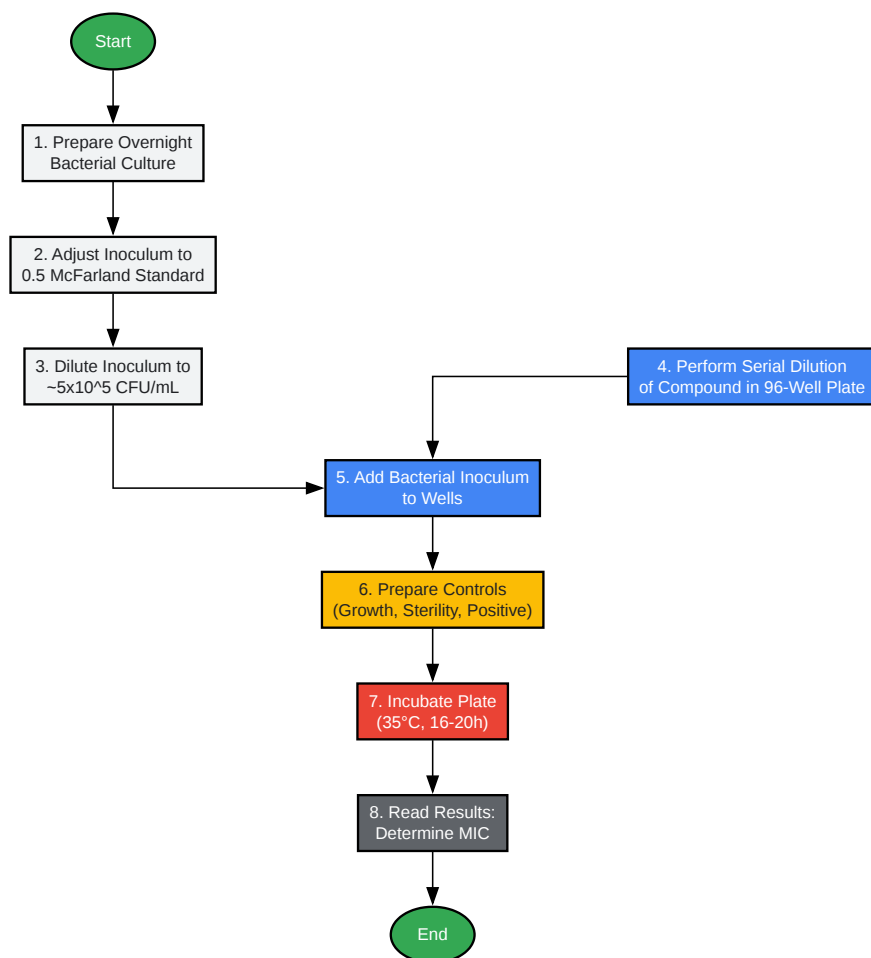 Start
1. Prepare Overnight
Bacterial Culture
2. Adjust Inoculum to
0.5 McFarland Standard
3. Dilute Inoculum to
~5x10^5 CFU/mL
4. Perform Serial Dilution
of Compound in 96-Well Plate
5. Add Bacterial Inoculum
to Wells
6. Prepare Controls
(Growth, Sterility, Positive)
7. Incubate Plate
(35°C, 16-20h)
8. Read Results:
Determine MIC
End